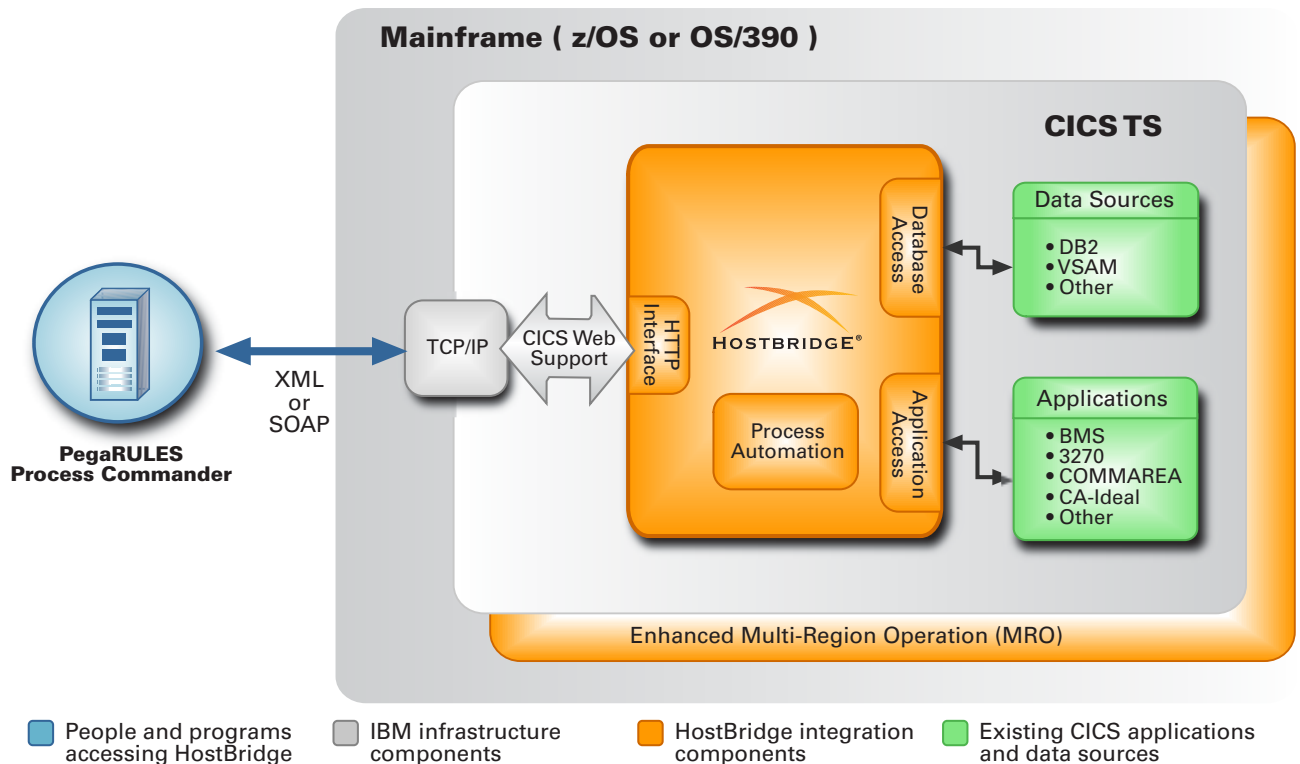 Mainframe ( z/OS or OS/390 )
CICS TS
Data Sources
• DB2
• VSAM
• Other
Database
Access
HTTP
Interface
HOSTBRIDGE®
TCP/IP
CICS Web
Support
XML
or
SOAP
PegaRULES
Process Commander
Process
Automation
Application
Access
Applications
• BMS
• 3270
• COMMAREA
• CA-Ideal
• Other
Enhanced Multi-Region Operation (MRO)
People and programs
accessing HostBridge
IBM infrastructure
components
HostBridge integration
components
Existing CICS applications
and data sources